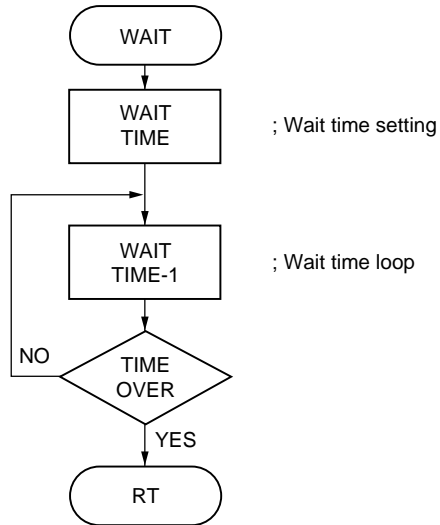 WAIT
WAIT
TIME
; Wait time setting
WAIT
TIME-1
; Wait time loop
NO
TIME
OVER
YES
RT